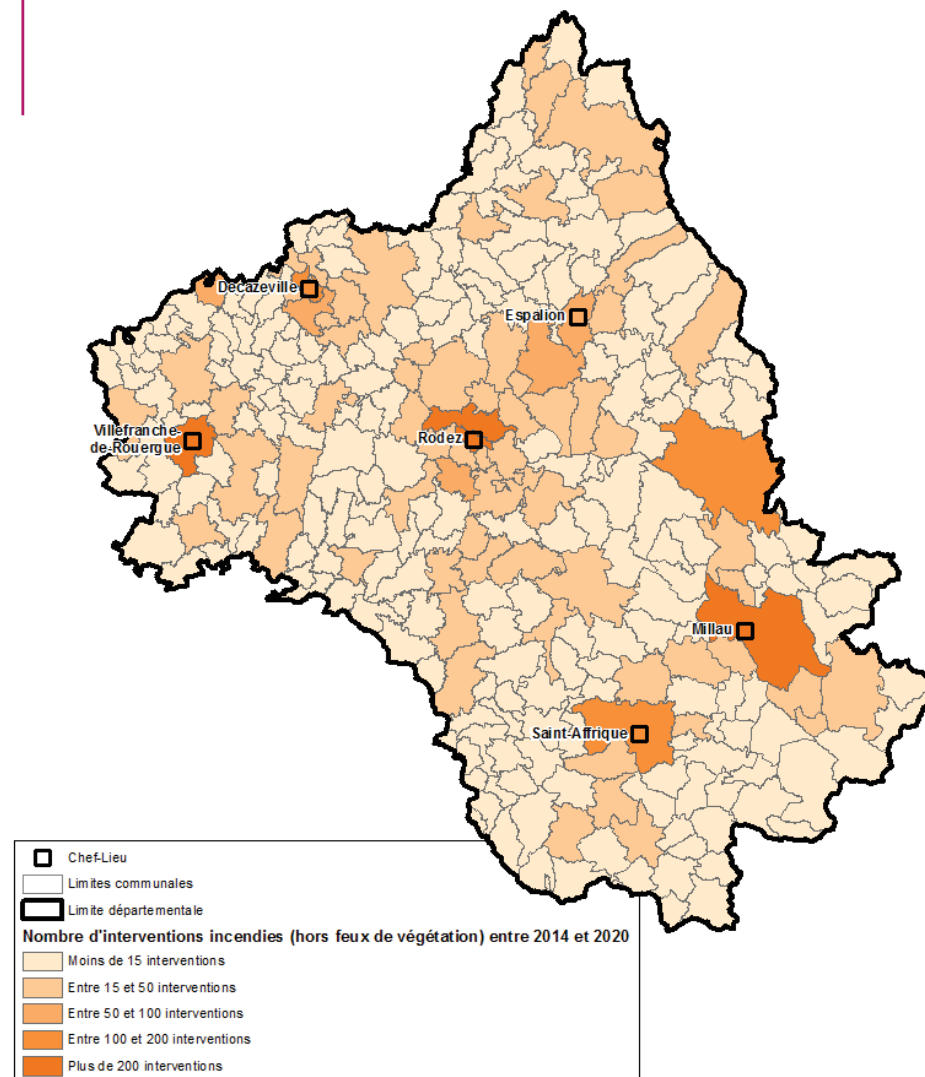 Decazeville
Espalion
Villefranche-
de-Rouergue
Rodez
Millau
Saint-Affrique
Chef-Lieu
Limites communales
Limite départementale
Nombre d'interventions incendies (hors feux de végétation) entre 2014 et 2020
Moins de 15 interventions
Entre 15 et 50 interventions
Entre 50 et 100 interventions
Entre 100 et 200 interventions
Plus de 200 interventions